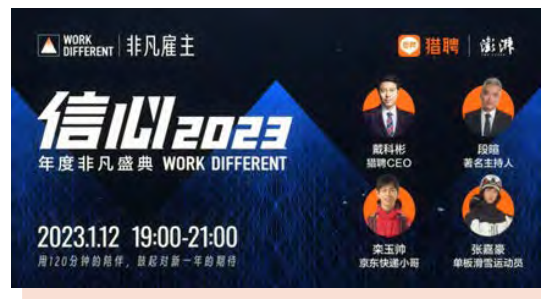 WORK DIFFERENT 非凡雇主
猎聘 澎湃
信心2023
年度非凡盛典 WORK DIFFERENT
2023.1.12 19:00-21:00
用120分钟的陪伴，鼓起对新一年的期待
戴科彬
猎聘CEO
段暄
著名主持人
栾玉帅
京东快递小哥
张嘉豪
单板滑雪运动员